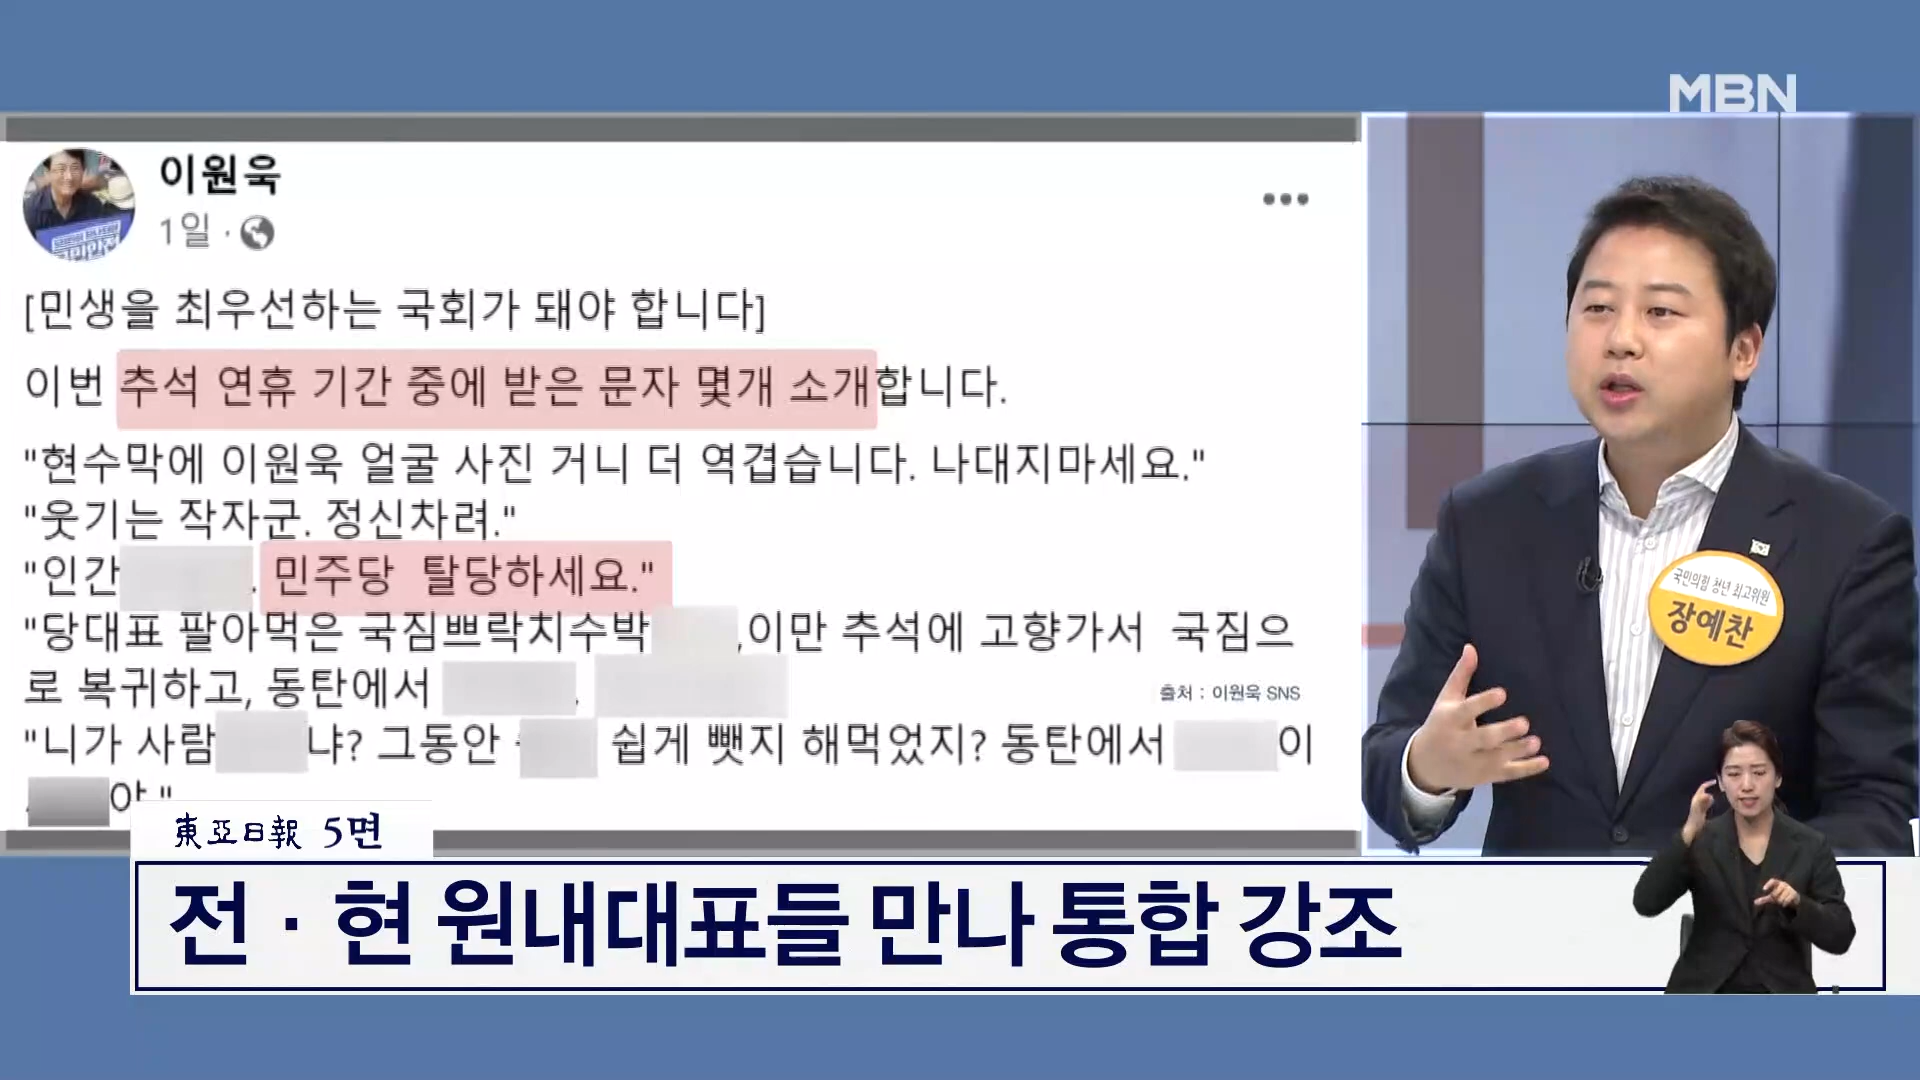 MBN
이원욱
1일 ·
[민생을 최우선하는 국회가 돼야 합니다]
이번 추석 연휴 기간 중에 받은 문자 몇개 소개합니다.
"현수막에 이원욱 얼굴 사진 거니 더 역겹습니다. 나대지마세요."
"웃기는 작자군. 정신차려."
"인간 . 민주당 탈당하세요."
"당대표 팔아먹은 국짐쁘락치수박 ,이만 추석에 고향가서 국짐으
로 복귀하고, 동탄에서
출처 : 이원욱 SNS
"니가 사람 냐? 그동안 쉽게 뺏지 해먹었지? 동탄에서 이
야."
국민의힘 청년 최고위원
장예찬
東亞日報 5면
전·현 원내대표들 만나 통합 강조